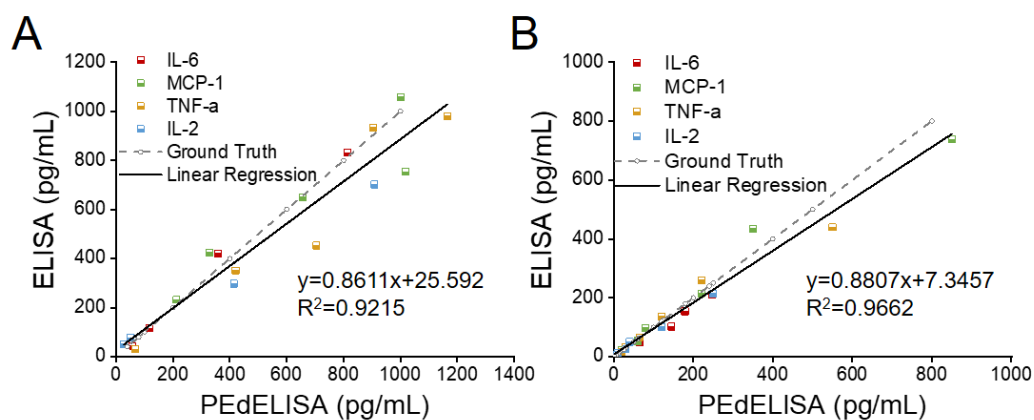 A
1200
1000
800
600
400
200
0
ELISA (pg/mL)
IL-6
MCP-1
TNF-a
IL-2
Ground Truth
Linear Regression
y=0.8611x+25.592
R²=0.9215
0 200 400 600 800 1000 1200 1400
PEdELISA (pg/mL)
B
1000
800
600
400
200
0
ELISA (pg/mL)
IL-6
MCP-1
TNF-a
IL-2
Ground Truth
Linear Regression
y=0.8807x+7.3457
R²=0.9662
0 200 400 600 800 1000
PEdELISA (pg/mL)